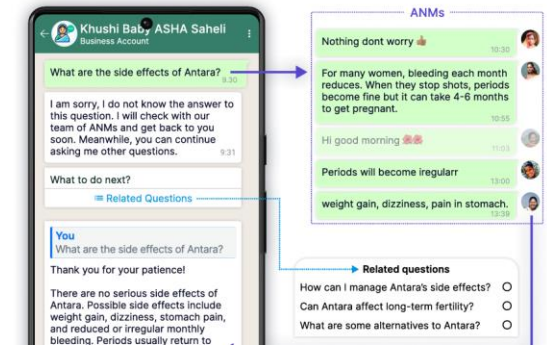 Khushi Baby ASHA Saheli
Business Account
What are the side effects of Antara?
9:30
I am sorry, I do not know the answer to
this question. I will check with our
team of ANMs and get back to you
soon. Meanwhile, you can continue
asking me other questions.
9:31
What to do next?
Related Questions
You
What are the side effects of Antara?
Thank you for your patience!
There are no serious side effects of
Antara. Possible side effects include
weight gain, dizziness, stomach pain,
and reduced or irregular monthly
bleeding. Periods usually return to
ANMs
Nothing dont worry 👍🏽
10:30
For many women, bleeding each month
reduces. When they stop shots, periods
become fine but it can take 4-6 months
to get pregnant.
10:55
Hi good morning 🌺🌺
11:03
Periods will become iregularr
13:00
weight gain, dizziness, pain in stomach.
13:39
Related questions
How can I manage Antara's side effects?
Can Antara affect long-term fertility?
What are some alternatives to Antara?